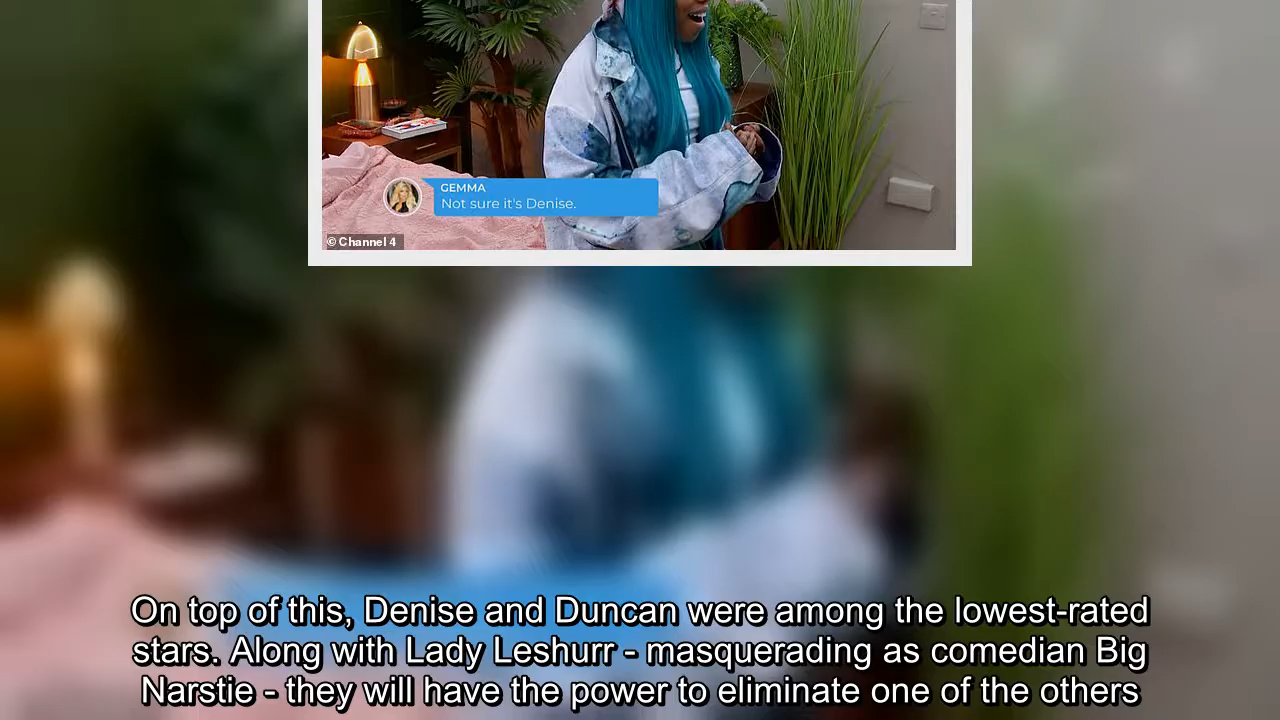 GEMMA
Not sure it's Denise.
© Channel 4
On top of this, Denise and Duncan were among the lowest-rated
stars. Along with Lady Leshurr - masquerading as comedian Big
Narstie - they will have the power to eliminate one of the others